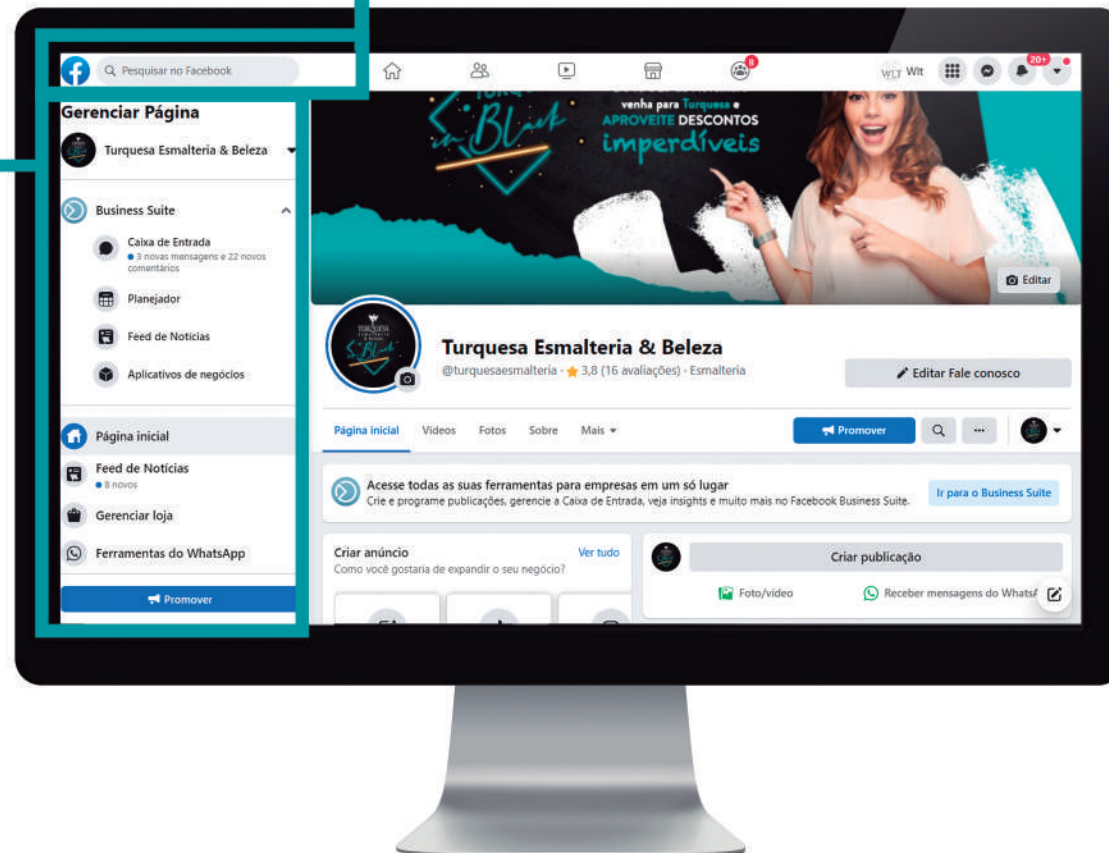 Pesquisar no Facebook
8
WLT Wlt
20+
Gerenciar Página
Turquesa Esmalteria & Beleza
Business Suite
Caixa de Entrada
3 novas mensagens e 22 novos
comentários
Planejador
Feed de Notícias
Aplicativos de negócios
Página inicial
Feed de Notícias
8 novos
Gerenciar loja
Ferramentas do WhatsApp
Promover
in Black
venha para Turquesa e
APROVEITE DESCONTOS
imperdíveis
Editar
TURQUESA
Turquesa Esmalteria & Beleza
@turquesaesmalteria · 3,8 (16 avaliações) · Esmalteria
Editar Fale conosco
Página inicial Vídeos Fotos Sobre Mais
Promover
Acesse todas as suas ferramentas para empresas em um só lugar
Crie e programe publicações, gerencie a Caixa de Entrada, veja insights e muito mais no Facebook Business Suite.
Ir para o Business Suite
Criar anúncio
Ver tudo
Como você gostaria de expandir o seu negócio?
Criar publicação
Foto/vídeo
Receber mensagens do WhatsA